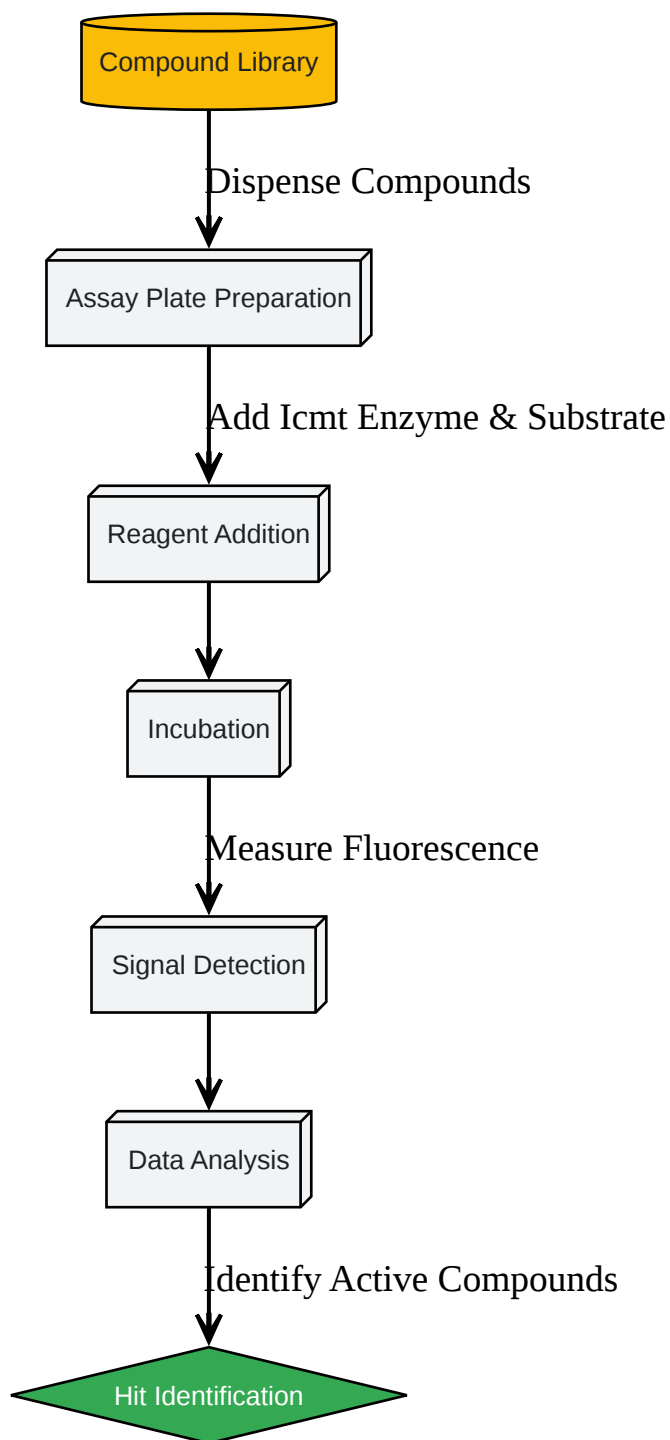 Compound Library
Dispense Compounds
Assay Plate Preparation
Add Icmt Enzyme & Substrate
Reagent Addition
Incubation
Measure Fluorescence
Signal Detection
Data Analysis
Identify Active Compounds
Hit Identification